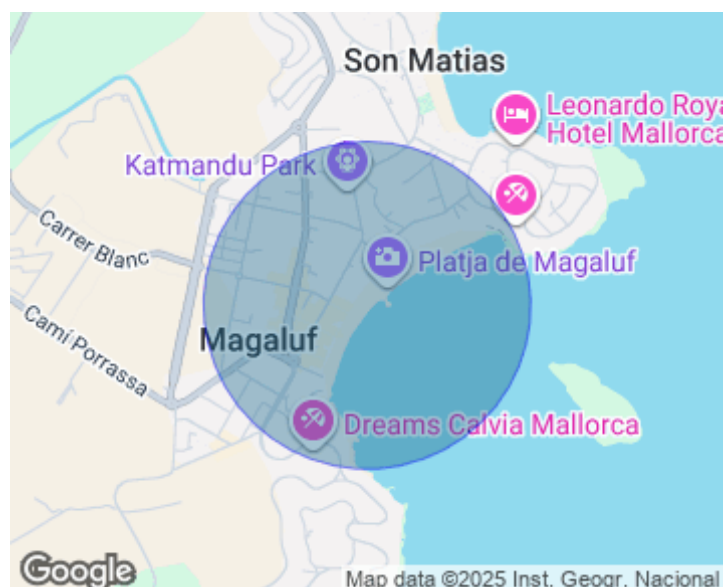 Son Matias
Leonardo Roya
Hotel Mallorca
Katmandu Park
Carrer Blanc
Platja de Magaluf
Camí Porrassa
Magaluf
Dreams Calvia Mallorca
Google
Map data ©2025 Inst. Geogr. Nacional